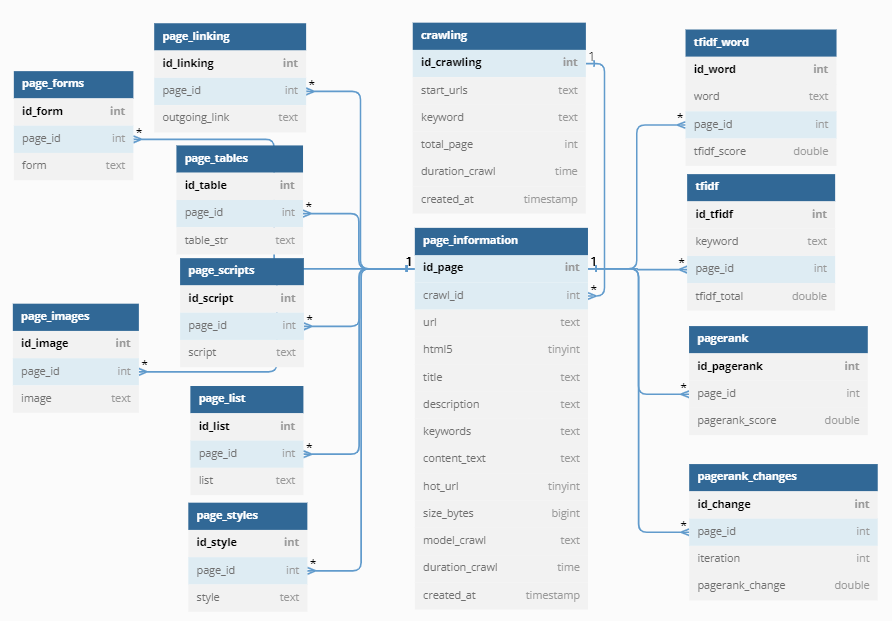 page_linking
id_linking int
page_id int
outgoing_link text
page_forms
id_form int
page_id int
form text
page_tables
id_table int
page_id int
table_str text
page_scripts
id_script int
page_id int
script text
page_images
id_image int
page_id int
image text
page_list
id_list int
page_id int
list text
page_styles
id_style int
page_id int
style text
crawling
id_crawling int
start_urls text
keyword text
total_page int
duration_crawl time
created_at timestamp
page_information
id_page int
crawl_id int
url text
html5 tinyint
title text
description text
keywords text
content_text text
hot_url tinyint
size_bytes bigint
model_crawl text
duration_crawl time
created_at timestamp
tfidf_word
id_word int
word text
page_id int
tfidf_score double
tfidf
id_tfidf int
keyword text
page_id int
tfidf_total double
pagerank
id_pagerank int
page_id int
pagerank_score double
pagerank_changes
id_change int
page_id int
iteration int
pagerank_change double
*
*
*
*
*
*
*
1
1
1
*
*
*
*
*